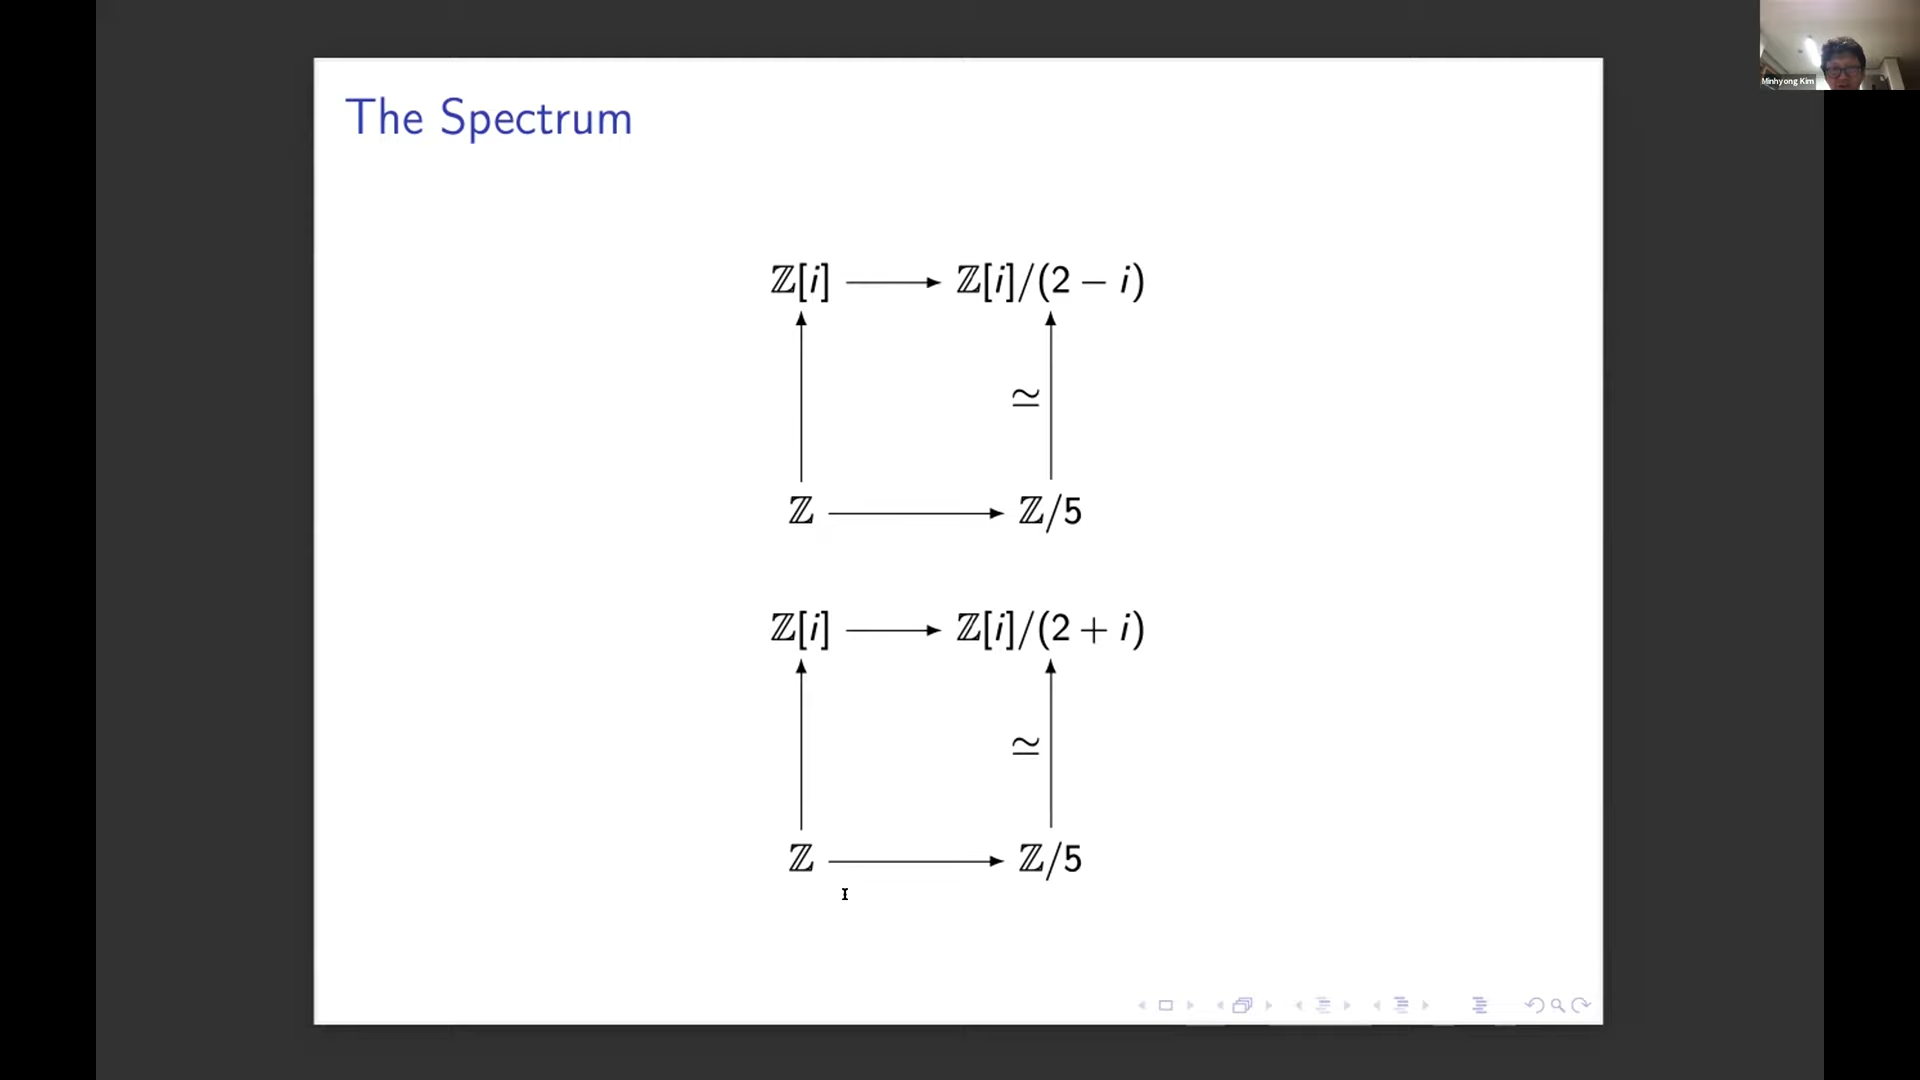 Minhyong Kim
The Spectrum
ℤ[i] ⟶ ℤ[i]/(2 − i)
≃
ℤ ⟶ ℤ/5
ℤ[i] ⟶ ℤ[i]/(2 + i)
≃
ℤ ⟶ ℤ/5